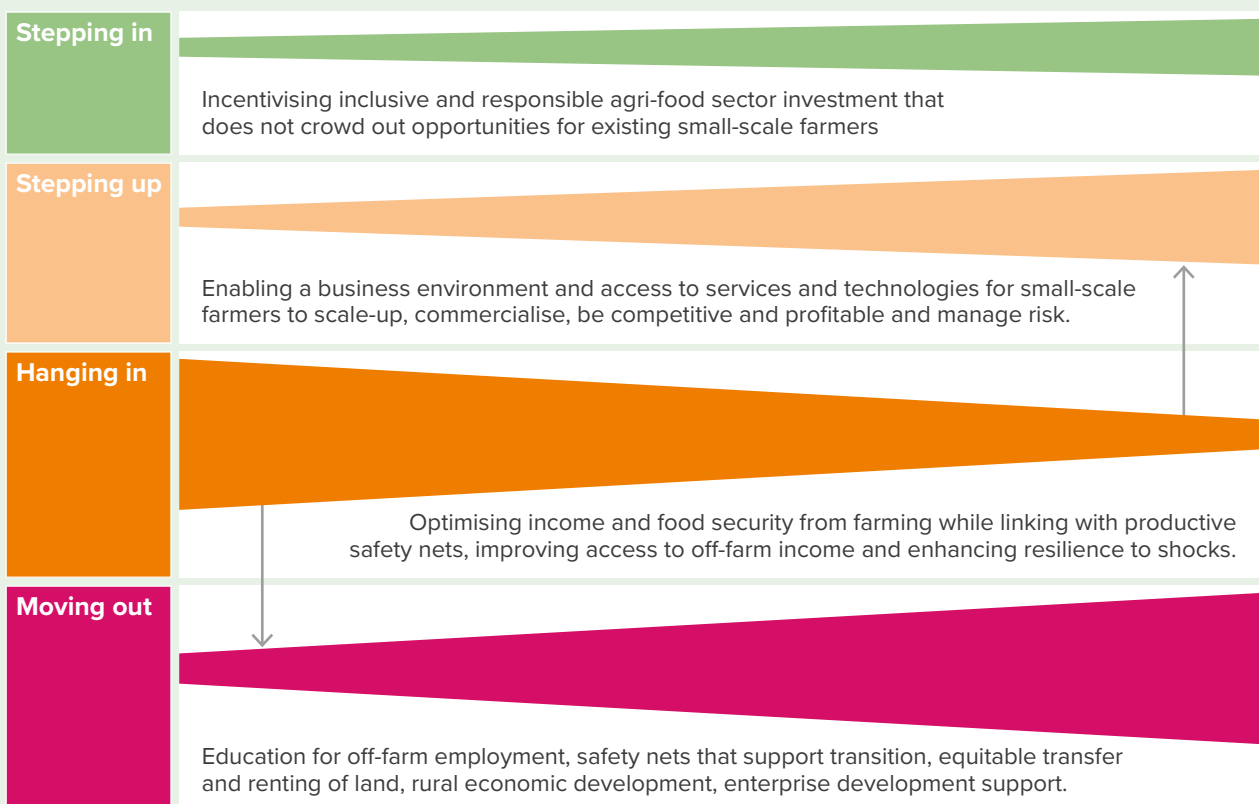 Stepping in
Incentivising inclusive and responsible agri-food sector investment that
does not crowd out opportunities for existing small-scale farmers
Stepping up
Enabling a business environment and access to services and technologies for small-scale
farmers to scale-up, commercialise, be competitive and profitable and manage risk.
Hanging in
Optimising income and food security from farming while linking with productive
safety nets, improving access to off-farm income and enhancing resilience to shocks.
Moving out
Education for off-farm employment, safety nets that support transition, equitable transfer
and renting of land, rural economic development, enterprise development support.